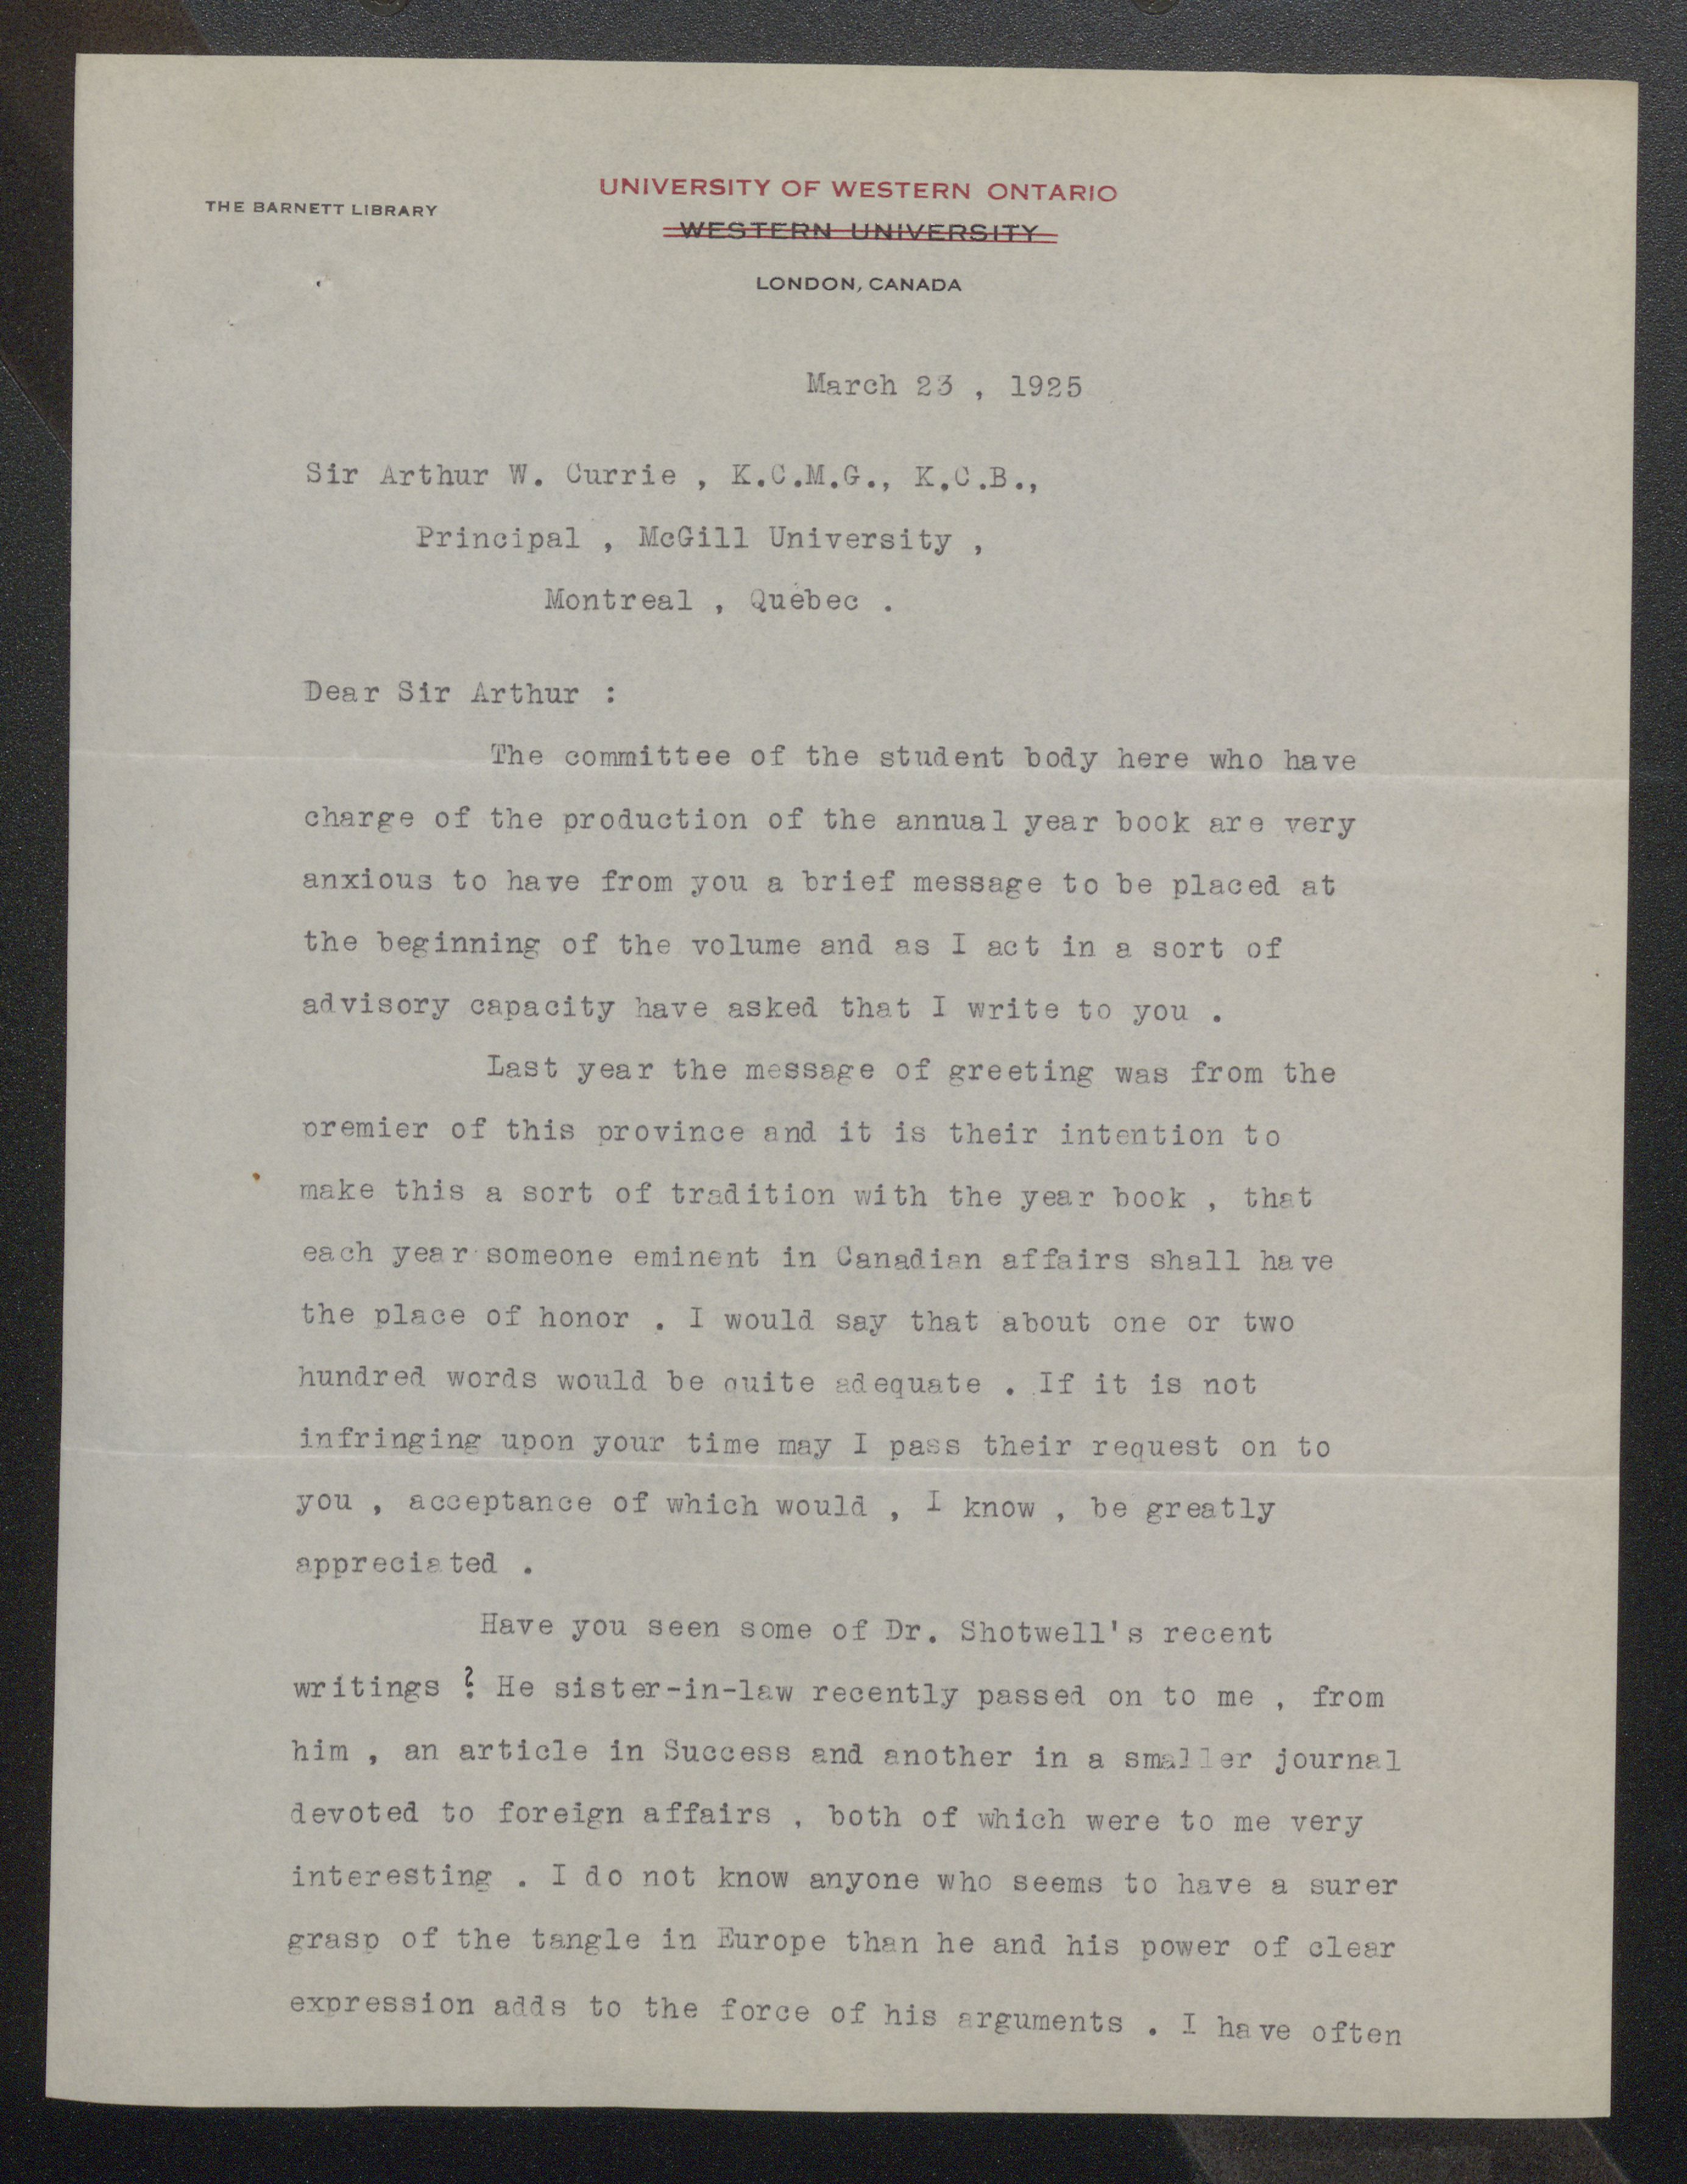 THE BARNETT LIBRARY
UNIVERSITY OF WESTERN ONTARIO
WESTERN UNIVERSITY
LONDON, CANADA
March 23 , 1925
Sir Arthur W. Currie , K.C.M.G., K.C.B.,
Principal , McGill University ,
Montreal , Quebec .
Dear Sir Arthur :
The committee of the student body here who have
charge of the production of the annual year book are very
anxious to have from you a brief message to be placed at
the beginning of the volume and as I act in a sort of
advisory capacity have asked that I write to you .
Last year the message of greeting was from the
premier of this province and it is their intention to
make this a sort of tradition with the year book , that
each year someone eminent in Canadian affairs shall have
the place of honor . I would say that about one or two
hundred words would be quite adequate . If it is not
infringing upon your time may I pass their request on to
you , acceptance of which would , I know , be greatly
appreciated .
Have you seen some of Dr. Shotwell's recent
writings ? He sister-in-law recently passed on to me , from
him , an article in Success and another in a smaller journal
devoted to foreign affairs , both of which were to me very
interesting . I do not know anyone who seems to have a surer
grasp of the tangle in Europe than he and his power of clear
expression adds to the force of his arguments . I have often